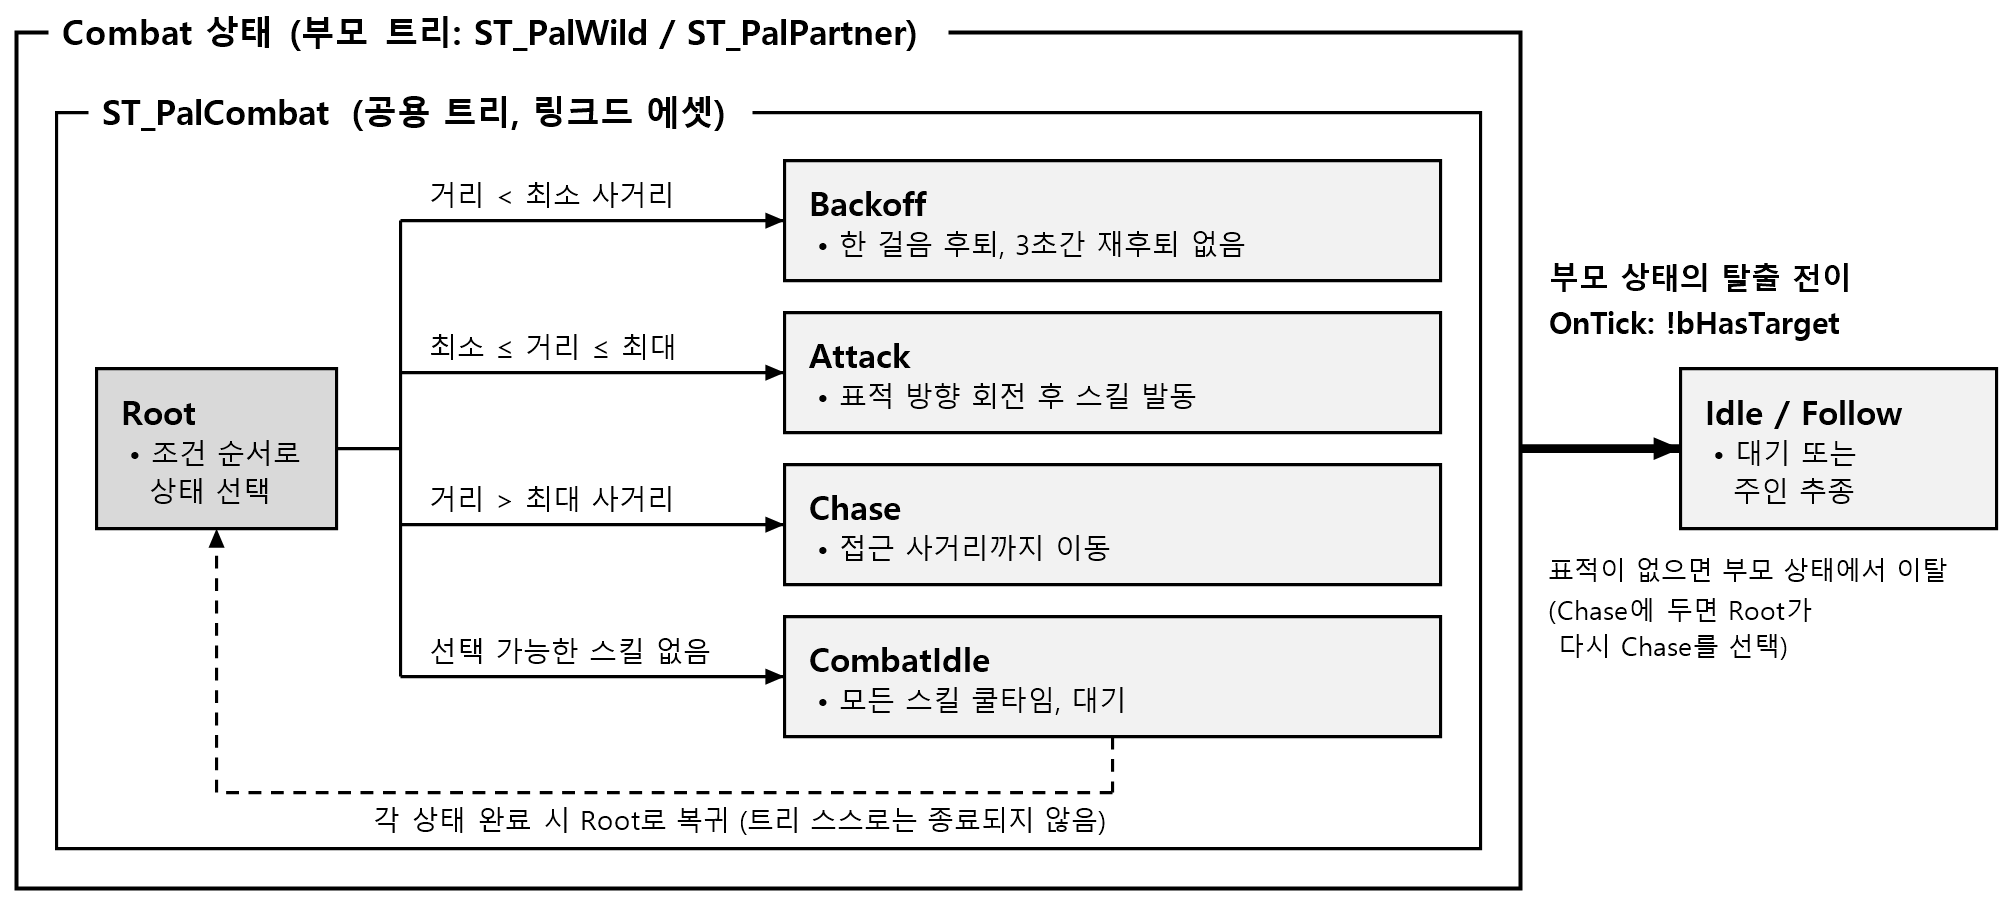 Combat 상태 (부모 트리: ST_PalWild / ST_PalPartner)
ST_PalCombat (공용 트리, 링크드 에셋)
거리 < 최소 사거리
Backoff
• 한 걸음 후퇴, 3초간 재후퇴 없음
최소 ≤ 거리 ≤ 최대
Attack
• 표적 방향 회전 후 스킬 발동
Root
• 조건 순서로
상태 선택
거리 > 최대 사거리
Chase
• 접근 사거리까지 이동
선택 가능한 스킬 없음
CombatIdle
• 모든 스킬 쿨타임, 대기
각 상태 완료 시 Root로 복귀 (트리 스스로는 종료되지 않음)
부모 상태의 탈출 전이
OnTick: !bHasTarget
Idle / Follow
• 대기 또는
주인 추종
표적이 없으면 부모 상태에서 이탈
(Chase에 두면 Root가
다시 Chase를 선택)